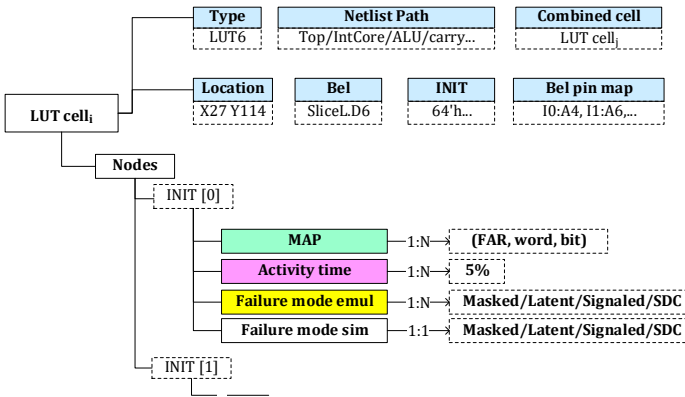 Type Netlist Path Combined cell
LUT6 Top/IntCore/ALU/carry... LUT cellj
Location Bel INIT Bel pin map
X27 Y114 SliceL.D6 64'h... I0:A4, I1:A6,...
LUT celli
Nodes
INIT [0]
MAP 1:N (FAR, word, bit)
Activity time 1:N 5%
Failure mode emul 1:N Masked/Latent/Signaled/SDC
Failure mode sim 1:1 Masked/Latent/Signaled/SDC
INIT [1]